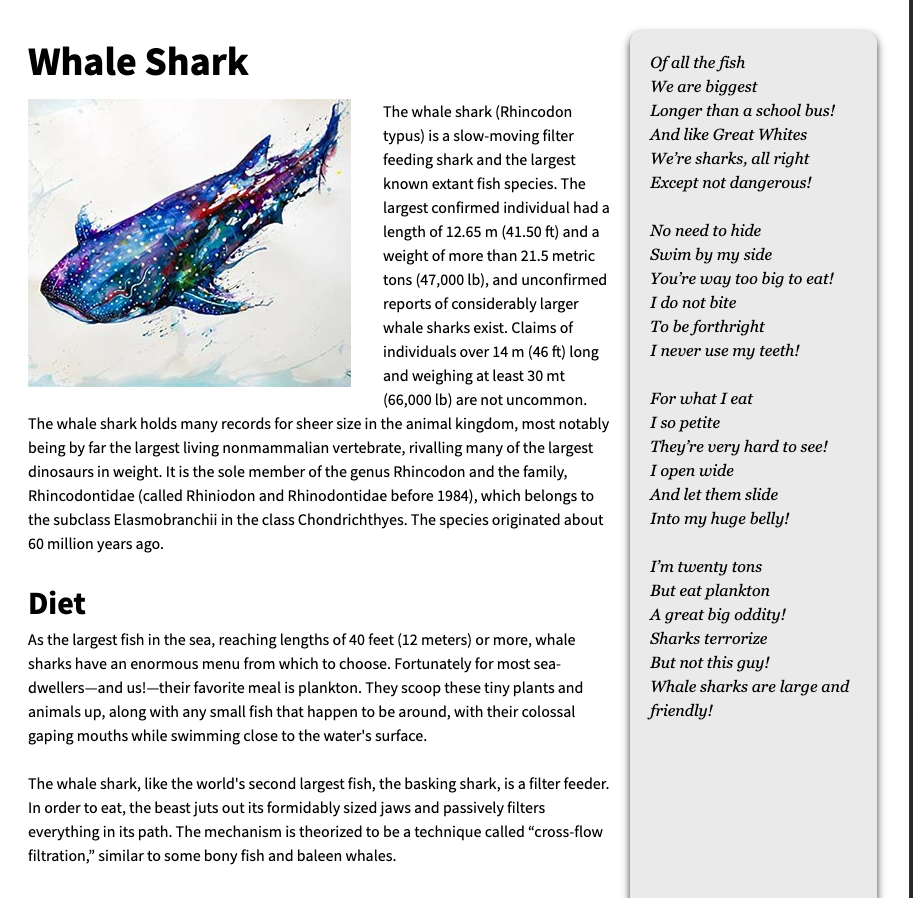 Whale Shark
The whale shark (Rhincodon
typus) is a slow-moving filter
feeding shark and the largest
known extant fish species. The
largest confirmed individual had a
length of 12.65 m (41.50 ft) and a
weight of more than 21.5 metric
tons (47,000 lb), and unconfirmed
reports of considerably larger
whale sharks exist. Claims of
individuals over 14 m (46 ft) long
and weighing at least 30 mt
(66,000 lb) are not uncommon.
The whale shark holds many records for sheer size in the animal kingdom, most notably
being by far the largest living nonmammalian vertebrate, rivalling many of the largest
dinosaurs in weight. It is the sole member of the genus Rhincodon and the family,
Rhincodontidae (called Rhiniodon and Rhinodontidae before 1984), which belongs to
the subclass Elasmobranchii in the class Chondrichthyes. The species originated about
60 million years ago.
Diet
As the largest fish in the sea, reaching lengths of 40 feet (12 meters) or more, whale
sharks have an enormous menu from which to choose. Fortunately for most sea-
dwellers—and us!—their favorite meal is plankton. They scoop these tiny plants and
animals up, along with any small fish that happen to be around, with their colossal
gaping mouths while swimming close to the water's surface.
The whale shark, like the world's second largest fish, the basking shark, is a filter feeder.
In order to eat, the beast juts out its formidably sized jaws and passively filters
everything in its path. The mechanism is theorized to be a technique called “cross-flow
filtration,” similar to some bony fish and baleen whales.
Of all the fish
We are biggest
Longer than a school bus!
And like Great Whites
We’re sharks, all right
Except not dangerous!
No need to hide
Swim by my side
You’re way too big to eat!
I do not bite
To be forthright
I never use my teeth!
For what I eat
I so petite
They’re very hard to see!
I open wide
And let them slide
Into my huge belly!
I’m twenty tons
But eat plankton
A great big oddity!
Sharks terrorize
But not this guy!
Whale sharks are large and
friendly!